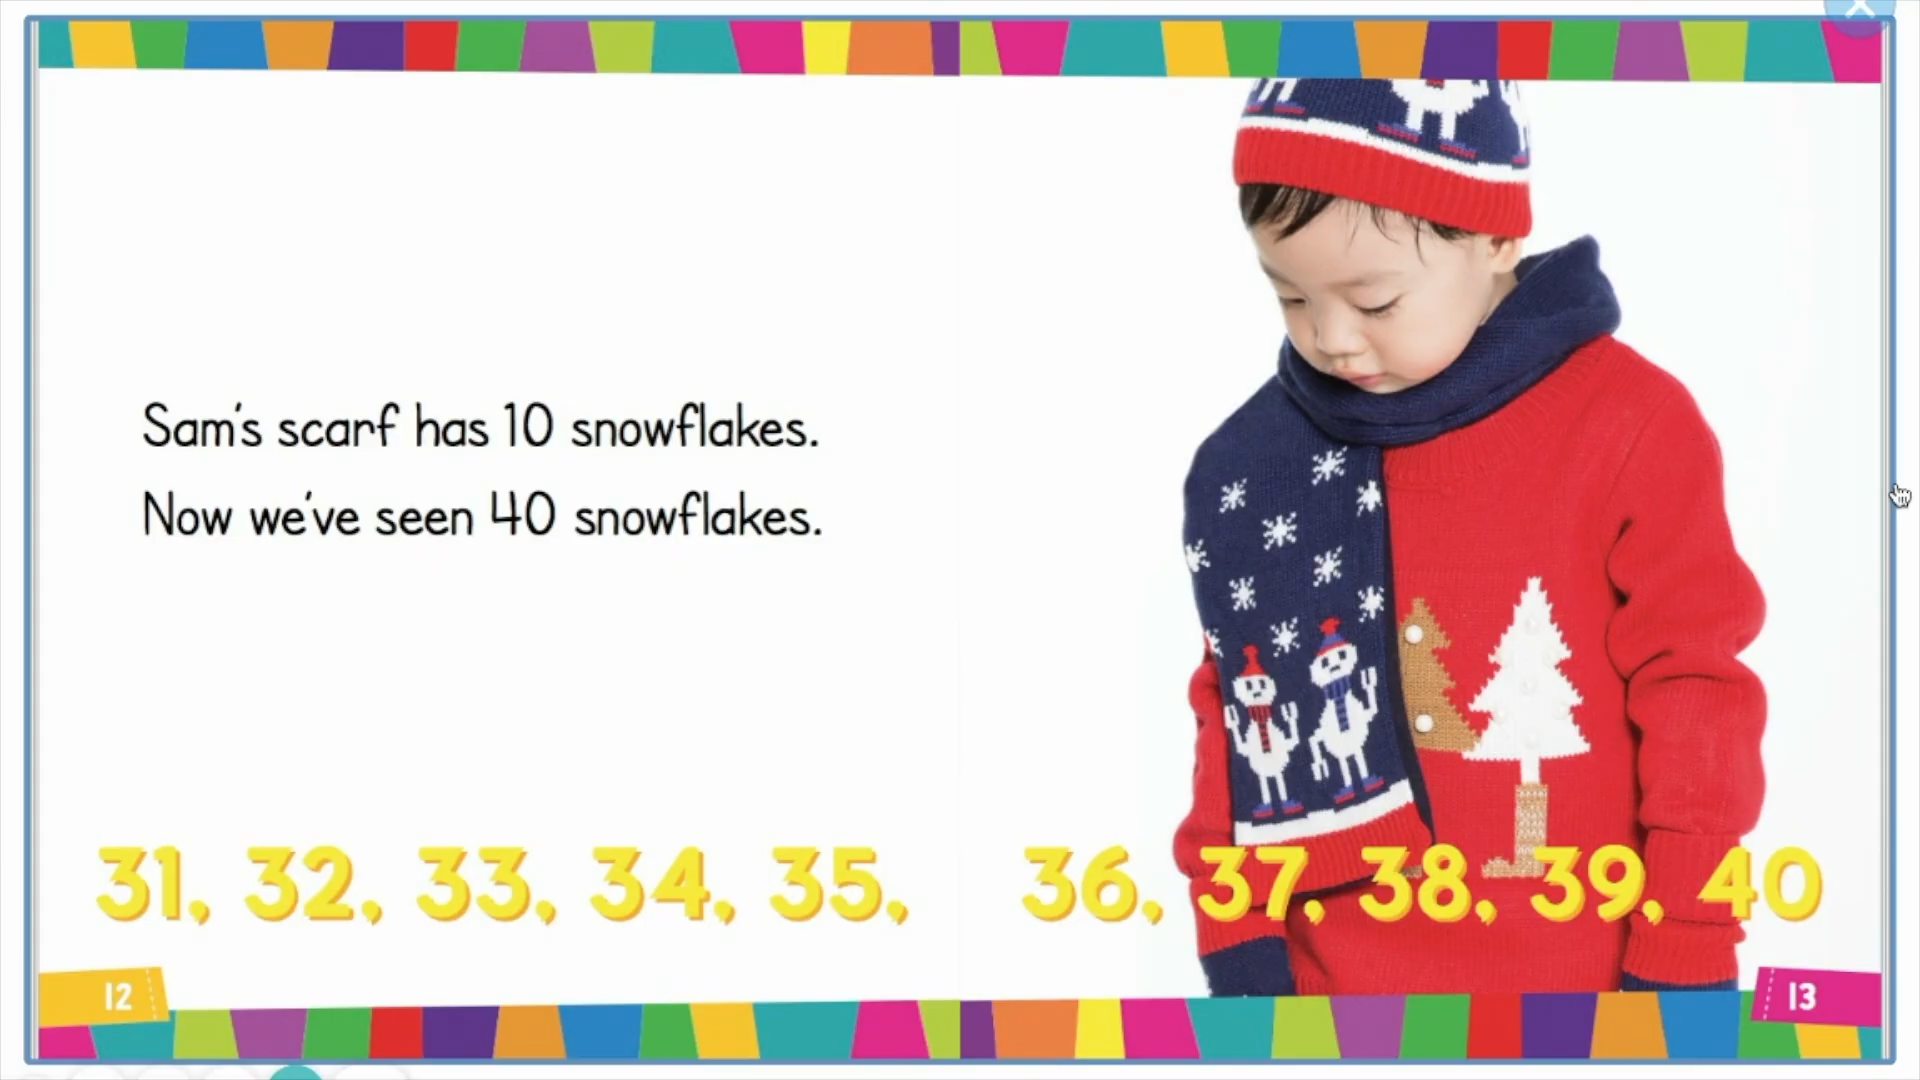 Sam's scarf has 10 snowflakes.
Now we've seen 40 snowflakes.
31, 32, 33, 34, 35, 36, 37, 38, 39, 40
12
13